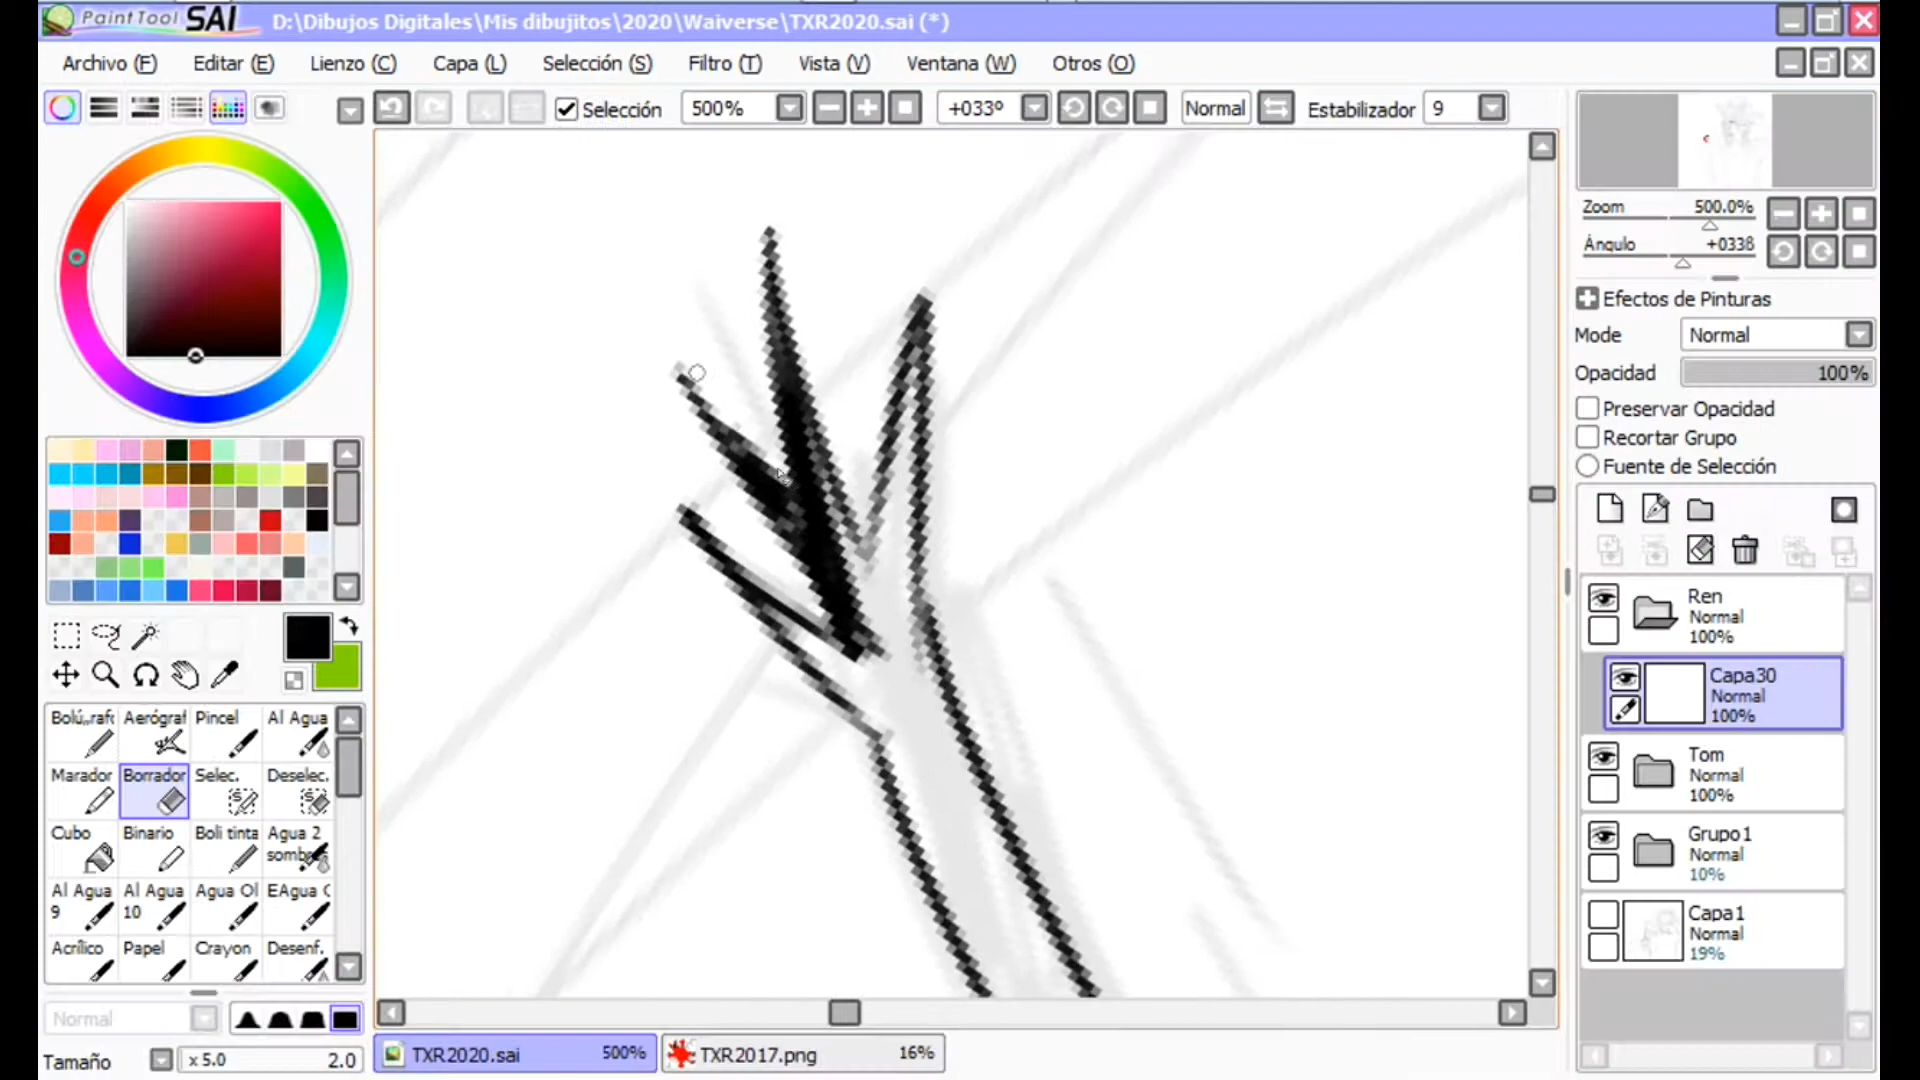 PaintTool SAI D:\Dibujos Digitales\Mis dibujitos\2020\Waiverse\TXR2020.sai (*)
Archivo (F) Editar (E) Lienzo (C) Capa (L) Selección (S) Filtro (T) Vista (V) Ventana (W) Otros (O)
Selección 500% +033º Normal Estabilizador 9
Zoom 500.0%
Ángulo +033ß
Efectos de Pinturas
Mode Normal
Opacidad 100%
Preservar Opacidad
Recortar Grupo
Fuente de Selección
Ren
Normal
100%
Capa30
Normal
100%
Tom
Normal
100%
Grupo1
Normal
10%
Capa1
Normal
19%
Aerógraf Pincel Al Agua
Marador Borrador Selec. Deselec.
Cubo Binario Boli tinta Agua 2
somb
Al Agua Al Agua Agua Ol EAgua C
9 10
Acrílico Papel Crayon Desenf.
Normal
Tamaño x 5.0 2.0
TXR2020.sai 500% TXR2017.png 16%